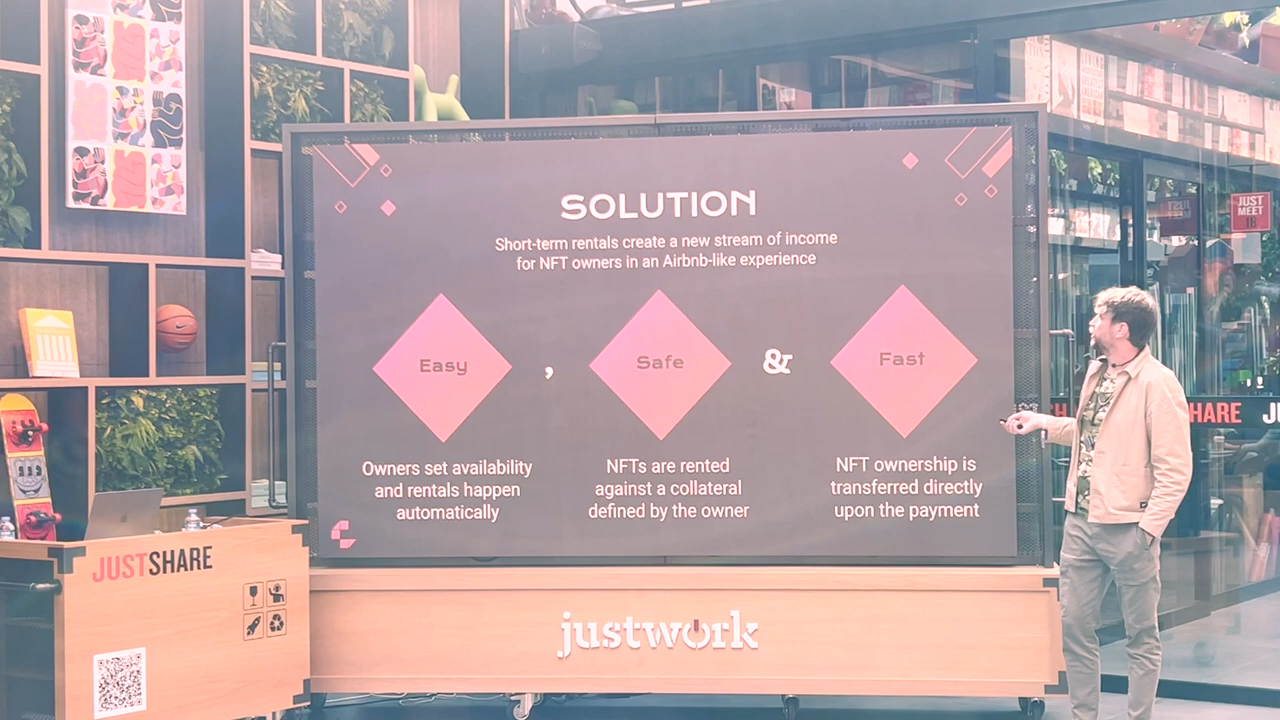 SOLUTION
Short-term rentals create a new stream of income
for NFT owners in an Airbnb-like experience
Easy
,
Safe
&
Fast
Owners set availability
and rentals happen
automatically
NFTs are rented
against a collateral
defined by the owner
NFT ownership is
transferred directly
upon the payment
JUSTSHARE
justwork
JUST
MEET
HARE